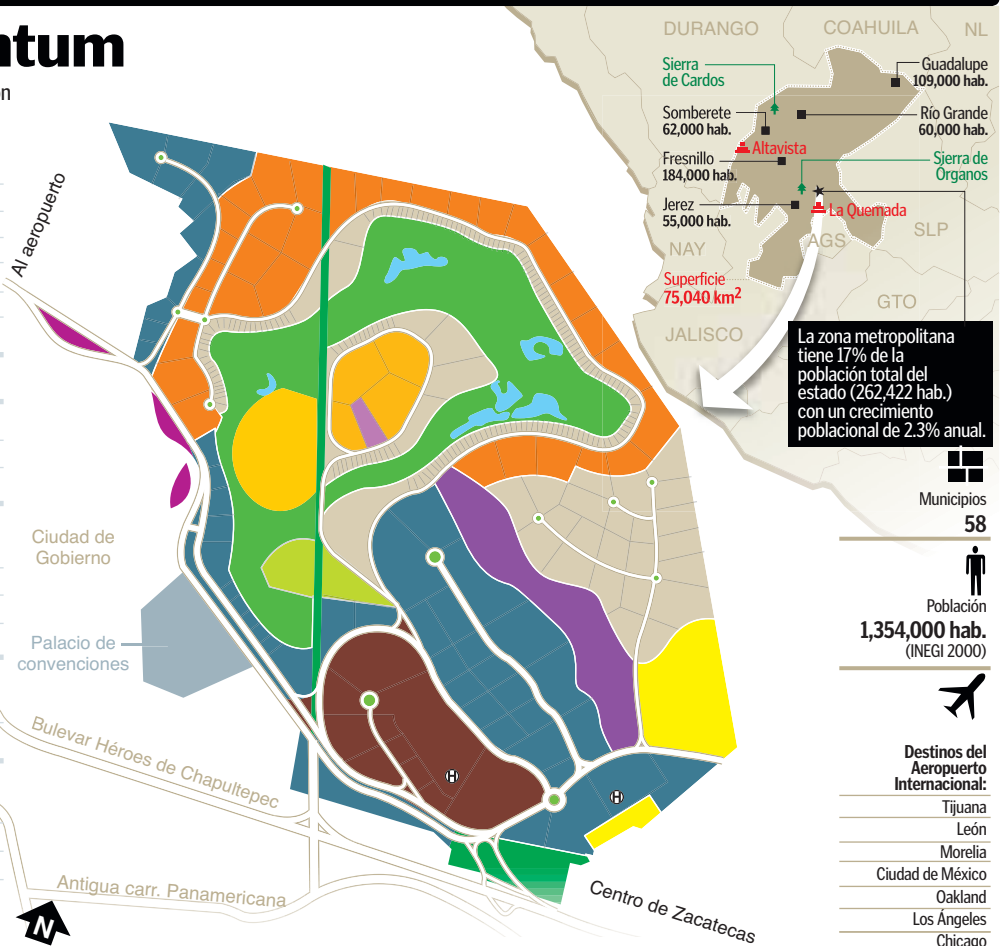 ntum
ón
Al aeropuerto
DURANGO
COAHUILA
NL
Sierra
de Cardos
Guadalupe
109,000 hab.
Somberete
62,000 hab.
Río Grande
60,000 hab.
Altavista
Fresnillo
184,000 hab.
Sierra de
Órganos
Jerez
55,000 hab.
La Quemada
NAY
AGS
SLP
Superficie
75,040 km2
GTO
JALISCO
La zona metropolitana
tiene 17% de la
población total del
estado (262,422 hab.)
con un crecimiento
poblacional de 2.3% anual.
Municipios
58
Población
1,354,000 hab.
(INEGI 2000)
Destinos del
Aeropuerto
Internacional:
Tijuana
León
Morelia
Ciudad de México
Oakland
Los Ángeles
Chicago
Ciudad de
Gobierno
Palacio de
convenciones
Bulevar Héroes de Chapultepec
Antigua carr. Panamericana
Centro de Zacatecas
H
H
N